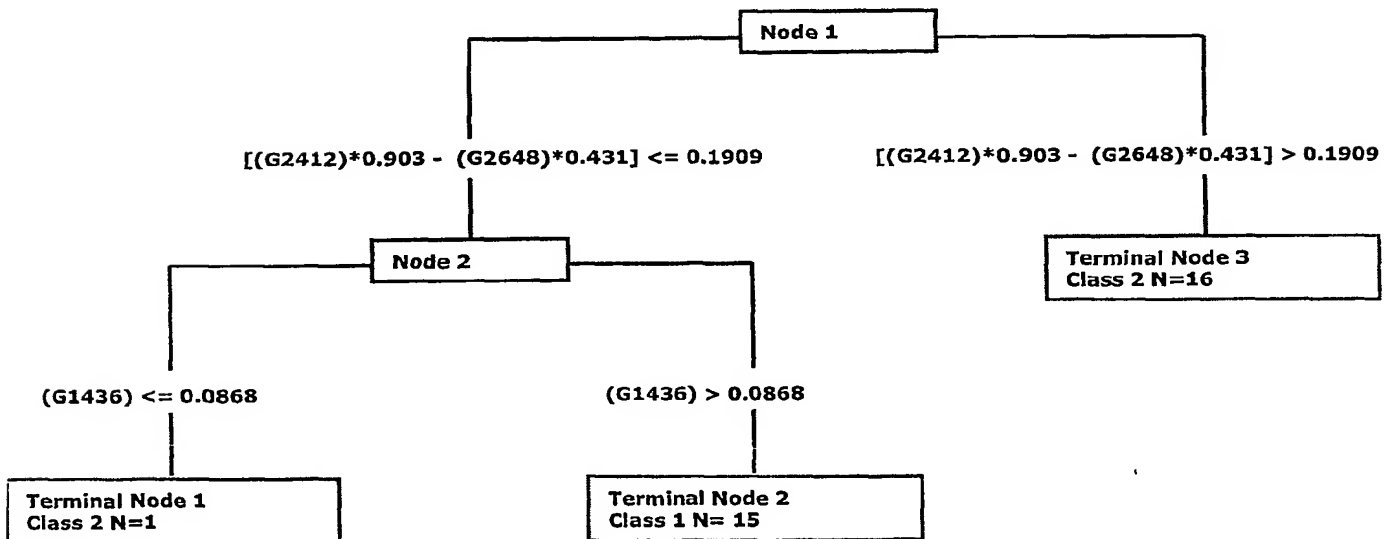 Node 1
[(G2412)*0.903 - (G2648)*0.431] <= 0.1909
[(G2412)*0.903 - (G2648)*0.431] > 0.1909
Node 2
Terminal Node 3
Class 2 N=16
(G1436) <= 0.0868
(G1436) > 0.0868
Terminal Node 1
Class 2 N=1
Terminal Node 2
Class 1 N= 15